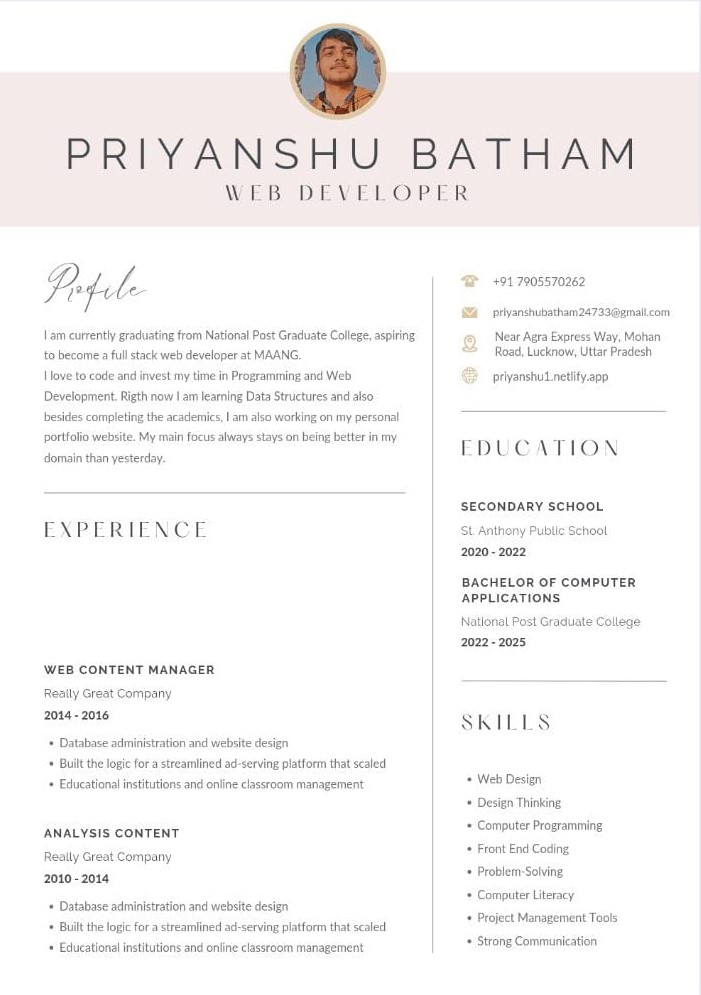 PRIYANSHU BATHAM
WEB DEVELOPER
Profile
I am currently graduating from National Post Graduate College, aspiring
to become a full stack web developer at MAANG.
I love to code and invest my time in Programming and Web
Development. Rigth now I am learning Data Structures and also
besides completing the academics, I am also working on my personal
portfolio website. My main focus always stays on being better in my
domain than yesterday.
EXPERIENCE
WEB CONTENT MANAGER
Really Great Company
2014 - 2016
• Database administration and website design
• Built the logic for a streamlined ad-serving platform that scaled
• Educational institutions and online classroom management
ANALYSIS CONTENT
Really Great Company
2010 - 2014
• Database administration and website design
• Built the logic for a streamlined ad-serving platform that scaled
• Educational institutions and online classroom management
+91 7905570262
priyanshubatham24733@gmail.com
Near Agra Express Way, Mohan
Road, Lucknow, Uttar Pradesh
priyanshu1.netlify.app
EDUCATION
SECONDARY SCHOOL
St. Anthony Public School
2020 - 2022
BACHELOR OF COMPUTER
APPLICATIONS
National Post Graduate College
2022 - 2025
SKILLS
• Web Design
• Design Thinking
• Computer Programming
• Front End Coding
• Problem-Solving
• Computer Literacy
• Project Management Tools
• Strong Communication